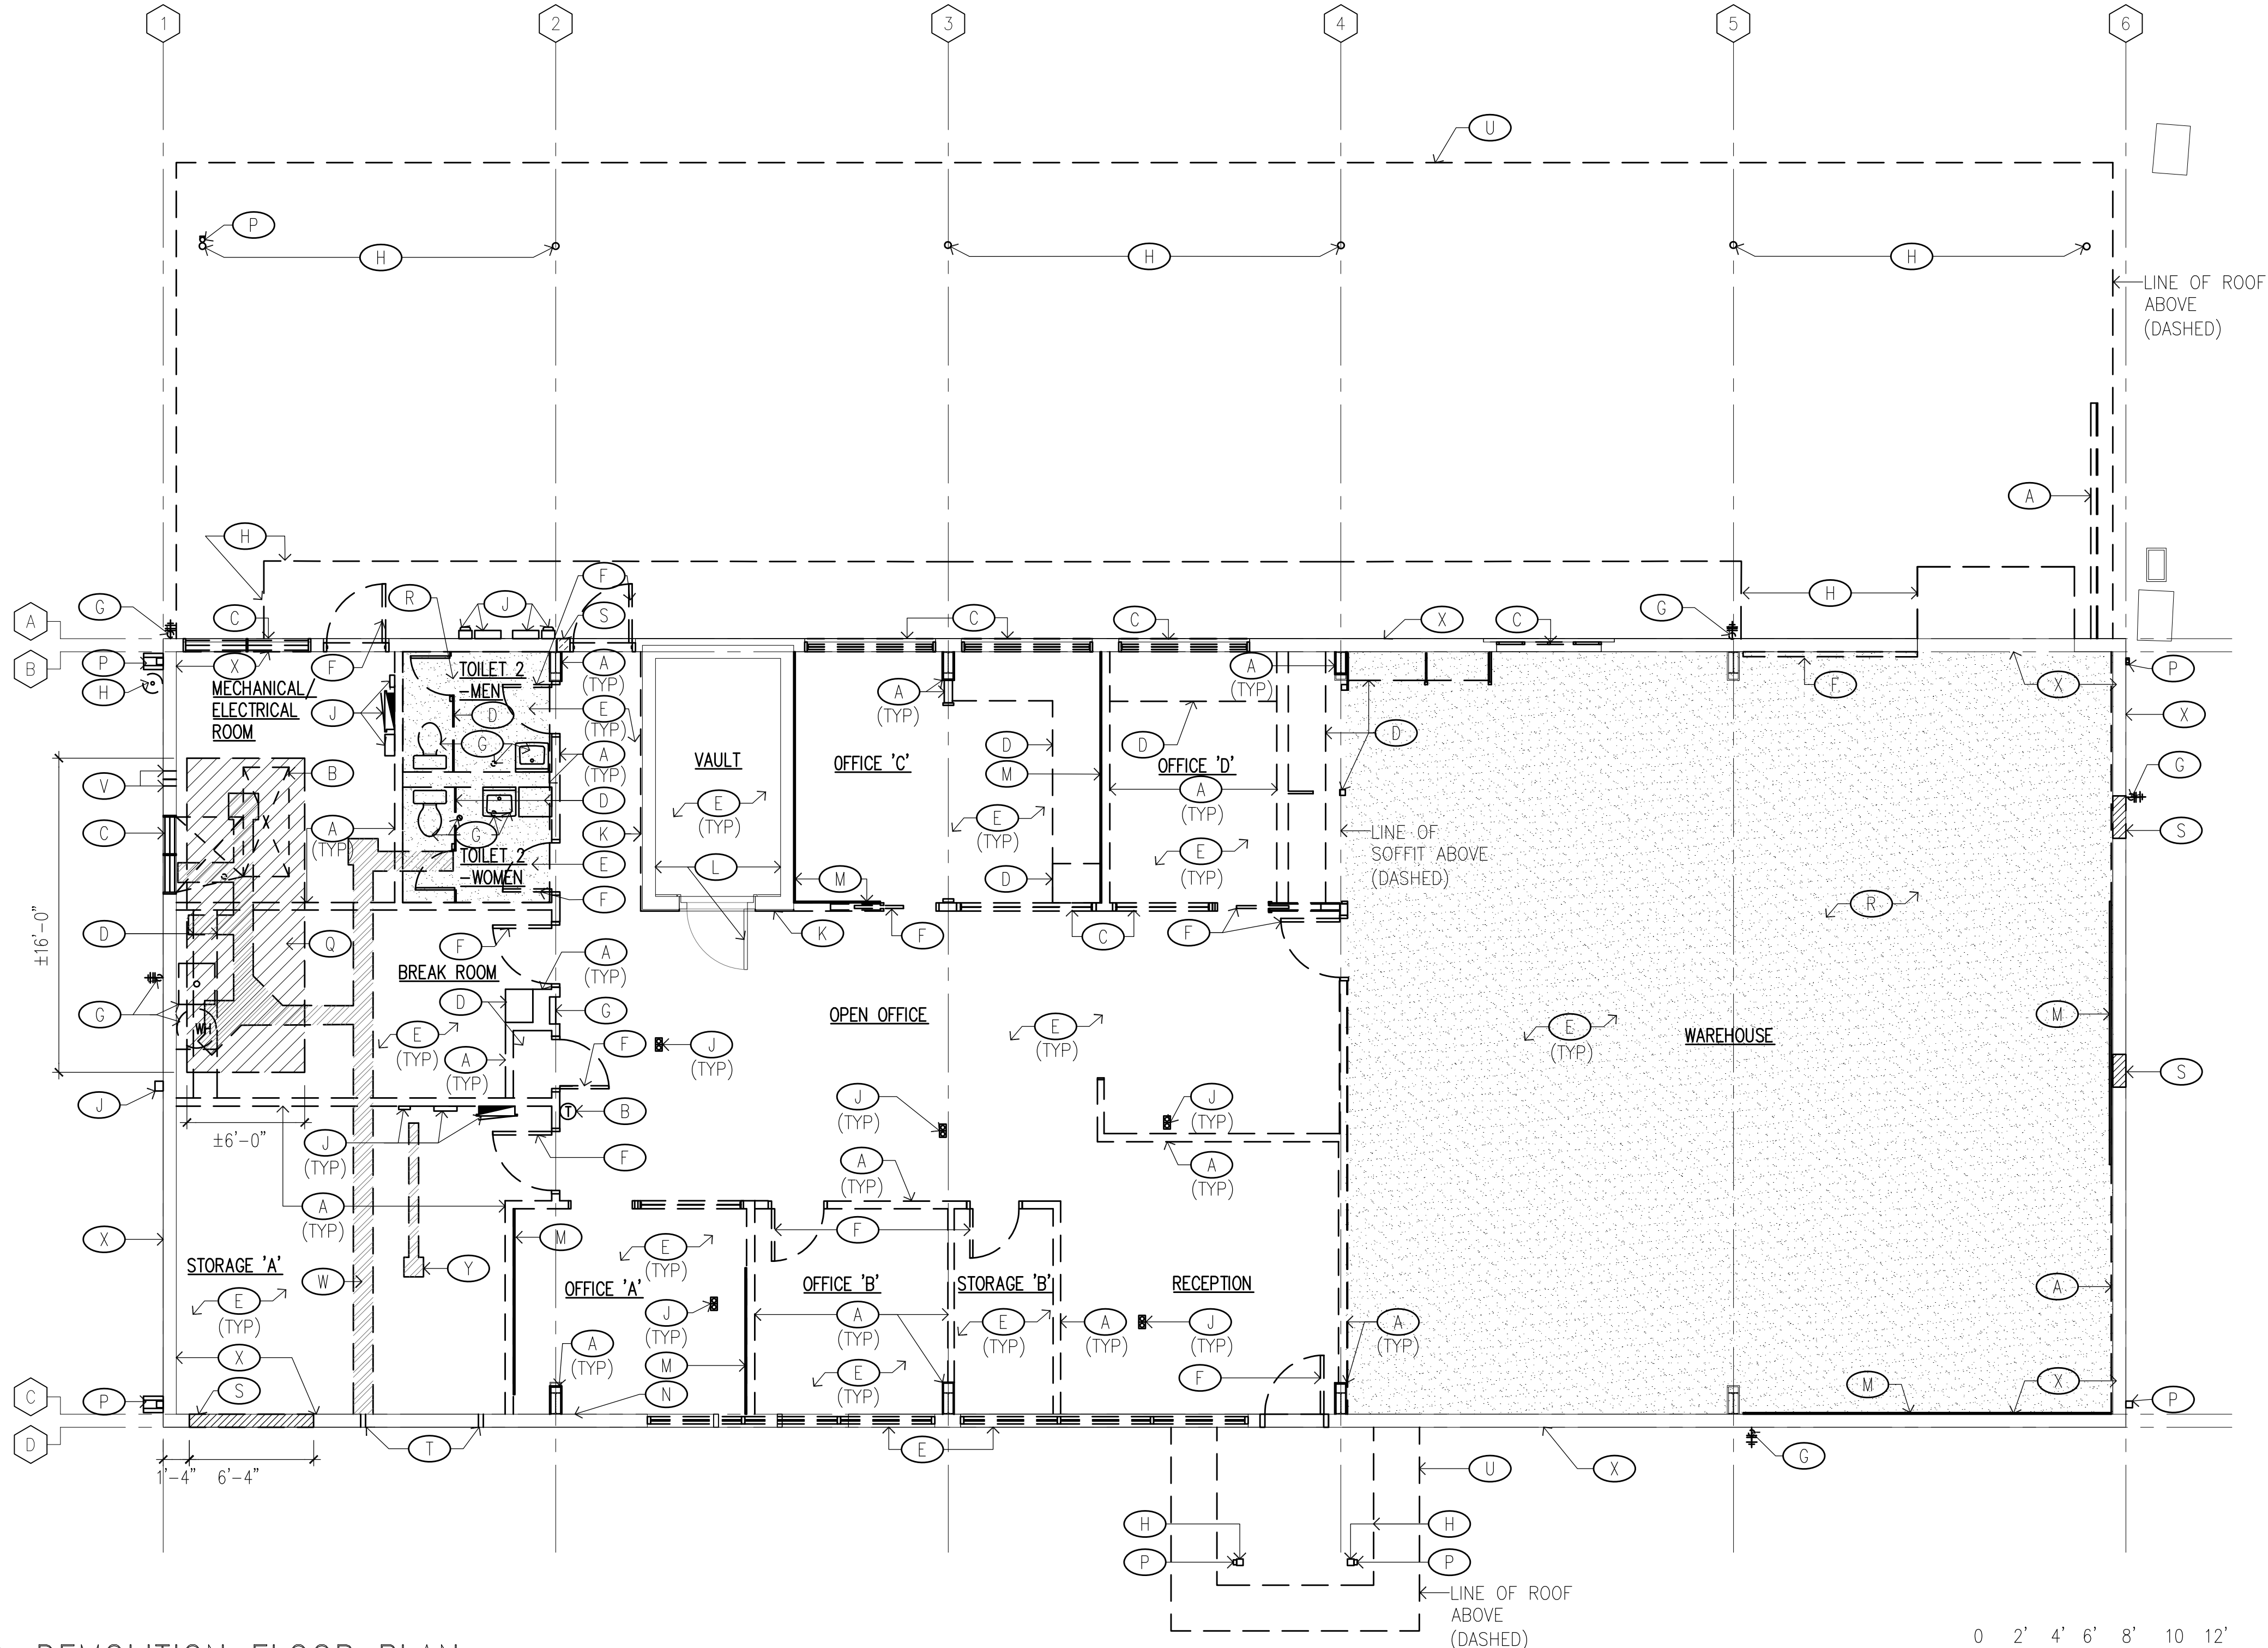 1 2 3 4 5 6
U
P
H H H
LINE OF ROOF
ABOVE
(DASHED)
A
H
F
R J
G S G H
A C C C X C
B P X F TOILET 2 A A F X P
-MEN (TYP) (TYP)
H MECHANICAL/ A
ELECTRICAL J D E (TYP) X
ROOM (TYP) D
G D D
A M
(TYP) VAULT OFFICE 'C' OFFICE 'D' G
V B A
D E (TYP)
(TYP) E
C A G K (TYP) LINE OF S
(TYP) SOFFIT ABOVE
TOILET 2 E E (DASHED)
-WOMEN L (TYP)
M D
F R
D Q F K F C F
±16'-0"
A
(TYP)
BREAK ROOM
D
G G OPEN OFFICE M
WH E E E WAREHOUSE
(TYP) (TYP) (TYP)
A F J
(TYP) (TYP) S
J B J J
(TYP) (TYP)
±6'-0" J F
(TYP)
A A
(TYP) (TYP)
A
(TYP) F
X M E
(TYP)
STORAGE 'A' Y
W OFFICE 'A' OFFICE 'B' STORAGE 'B' RECEPTION A
E
(TYP) J A E A J A
(TYP) (TYP) (TYP) (TYP) (TYP) (TYP)
A
(TYP)
X M E F X
(TYP)
S N M
C P P
D T E
1'-4" 6'-4" U X G
H H
P P
LINE OF ROOF
ABOVE
(DASHED)
DEMOLITION FLOOR PLAN 0 2' 4' 6' 8' 10 12'